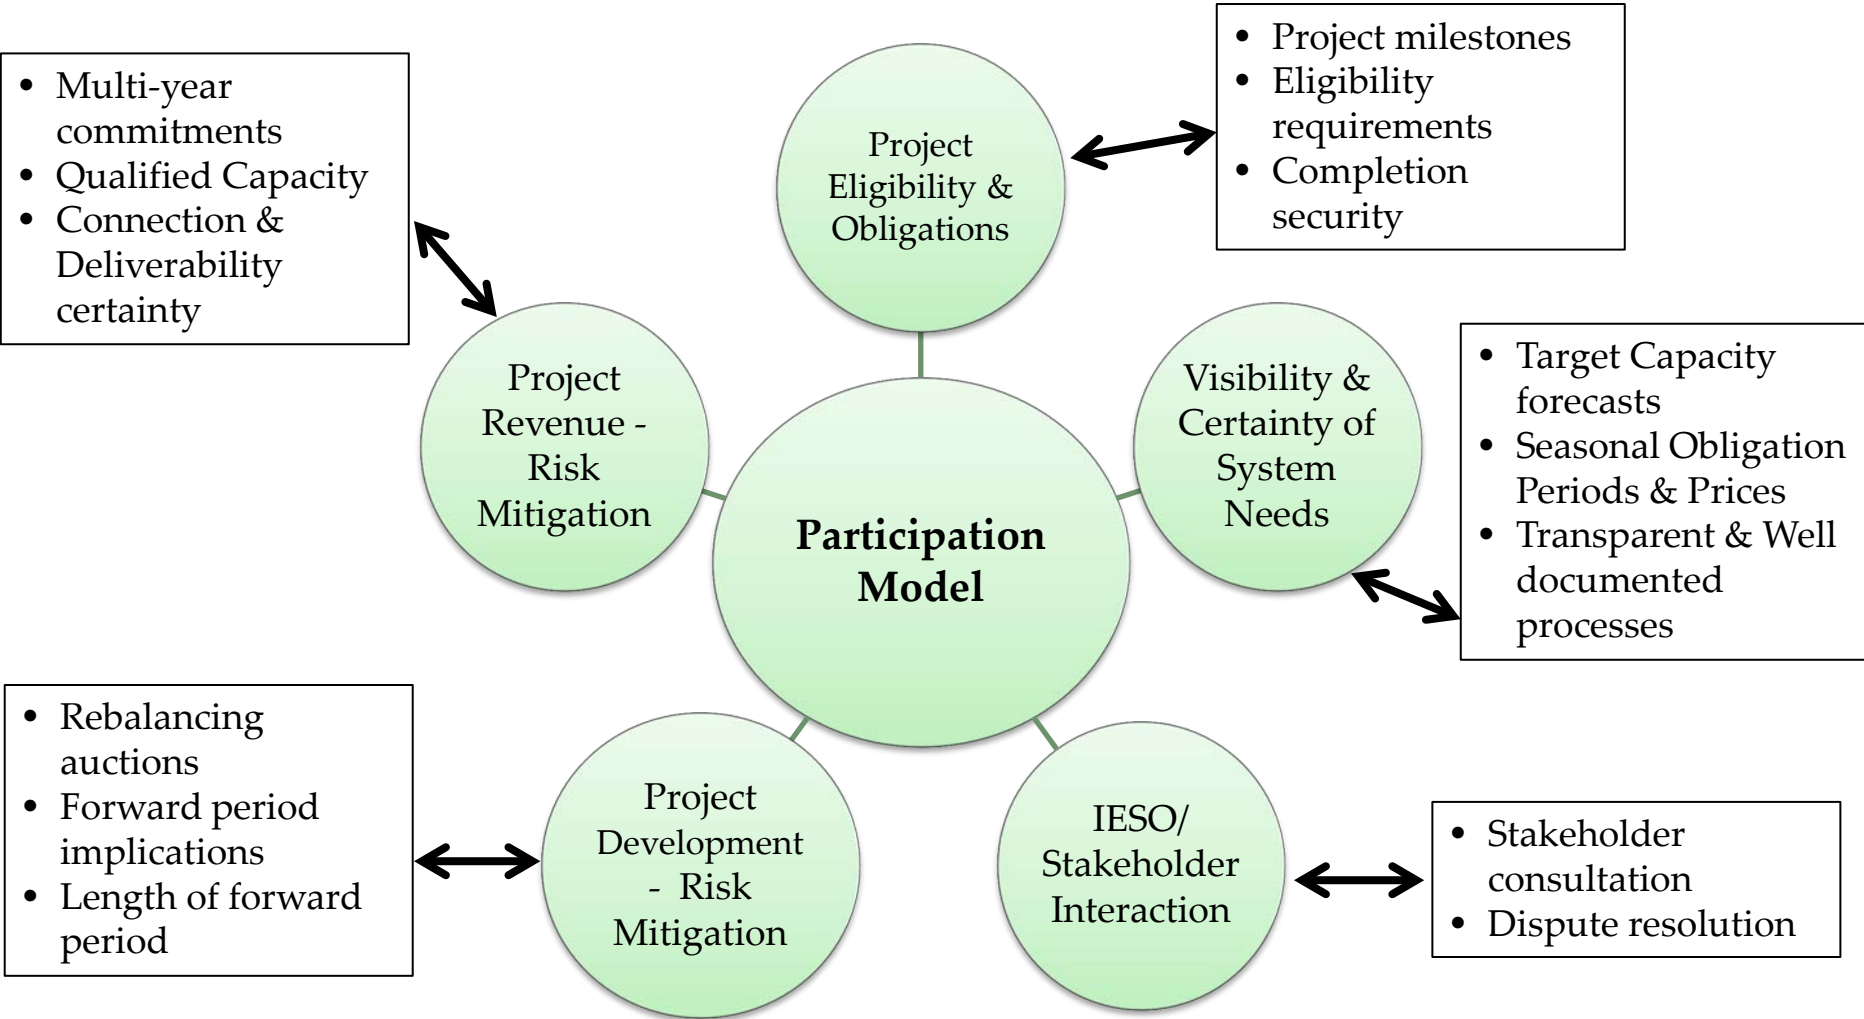 • Project milestones
• Eligibility
requirements
• Completion
security
• Multi-year
commitments
• Qualified Capacity
• Connection &
Deliverability
certainty
Project
Eligibility &
Obligations
Project
Revenue -
Risk
Mitigation
Visibility &
Certainty of
System
Needs
• Target Capacity
forecasts
• Seasonal Obligation
Periods & Prices
• Transparent & Well
documented
processes
Participation
Model
• Rebalancing
auctions
• Forward period
implications
• Length of forward
period
Project
Development
- Risk
Mitigation
IESO/
Stakeholder
Interaction
• Stakeholder
consultation
• Dispute resolution